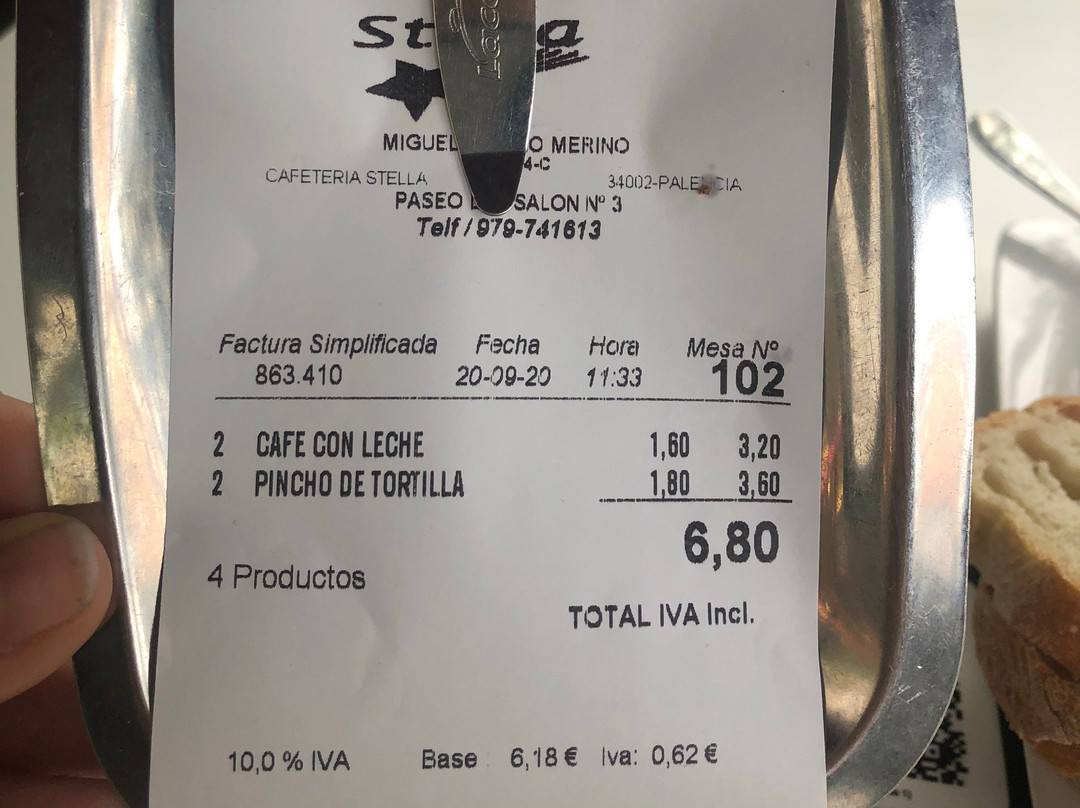 MIGUEL MERINO
4-C
CAFETERIA STELLA 34002-PALENCIA
PASEO SALON Nº 3
Telf / 979-741613
Factura Simplificada Fecha Hora Mesa Nº
863.410 20-09-20 11:33 102
2 CAFE CON LECHE 1,60 3,20
2 PINCHO DE TORTILLA 1,80 3,60
6,80
4 Productos
TOTAL IVA Incl.
10,0 % IVA Base 6,18 € Iva: 0,62 €